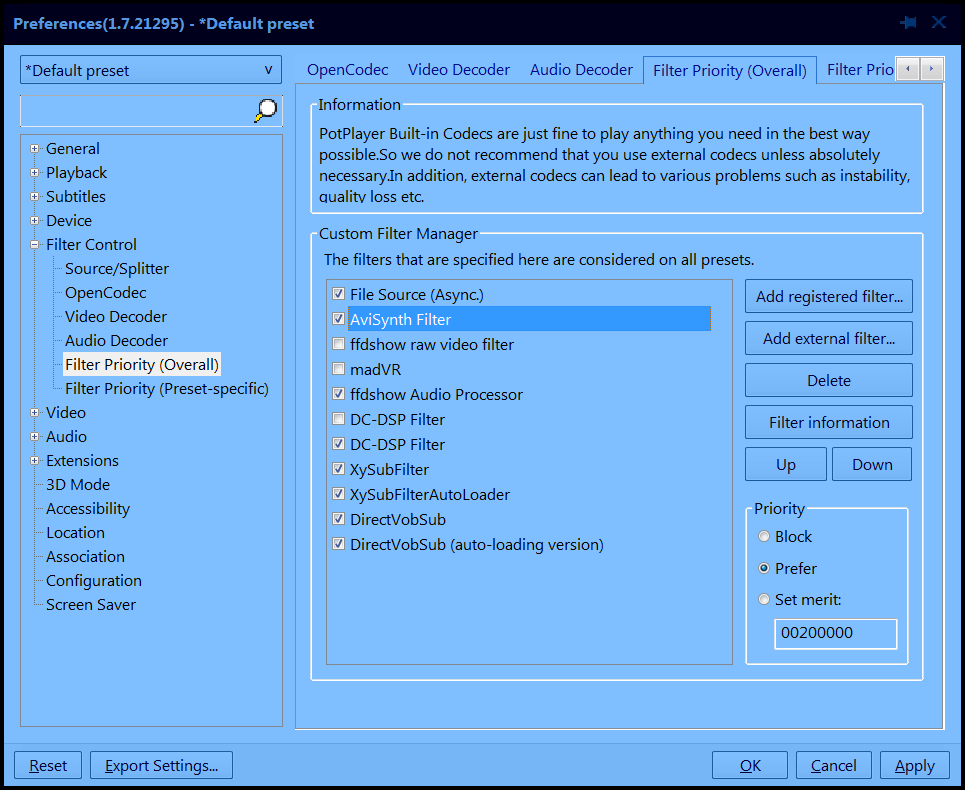 Preferences(1.7.21295) - *Default preset
*Default preset
General
Playback
Subtitles
Device
Filter Control
Source/Splitter
OpenCodec
Video Decoder
Audio Decoder
Filter Priority (Overall)
Filter Priority (Preset-specific)
Video
Audio
Extensions
3D Mode
Accessibility
Location
Association
Configuration
Screen Saver
OpenCodec Video Decoder Audio Decoder Filter Priority (Overall) Filter Prio
Information
PotPlayer Built-in Codecs are just fine to play anything you need in the best way
possible.So we do not recommend that you use external codecs unless absolutely
necessary.In addition, external codecs can lead to various problems such as instability,
quality loss etc.
Custom Filter Manager
The filters that are specified here are considered on all presets.
File Source (Async.)
AviSynth Filter
ffdshow raw video filter
madVR
ffdshow Audio Processor
DC-DSP Filter
DC-DSP Filter
XySubFilter
XySubFilterAutoLoader
DirectVobSub
DirectVobSub (auto-loading version)
Add registered filter...
Add external filter...
Delete
Filter information
Up Down
Priority
Block
Prefer
Set merit:
00200000
Reset Export Settings... OK Cancel Apply